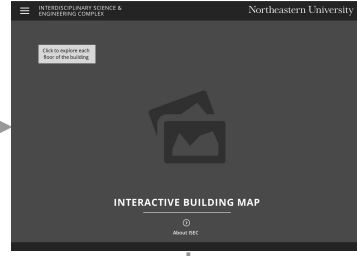 INTERDISCIPLINARY SCIENCE &
ENGINEERING COMPLEX
Northeastern University
Click to explore each
floor of the building
INTERACTIVE BUILDING MAP
About ISEC